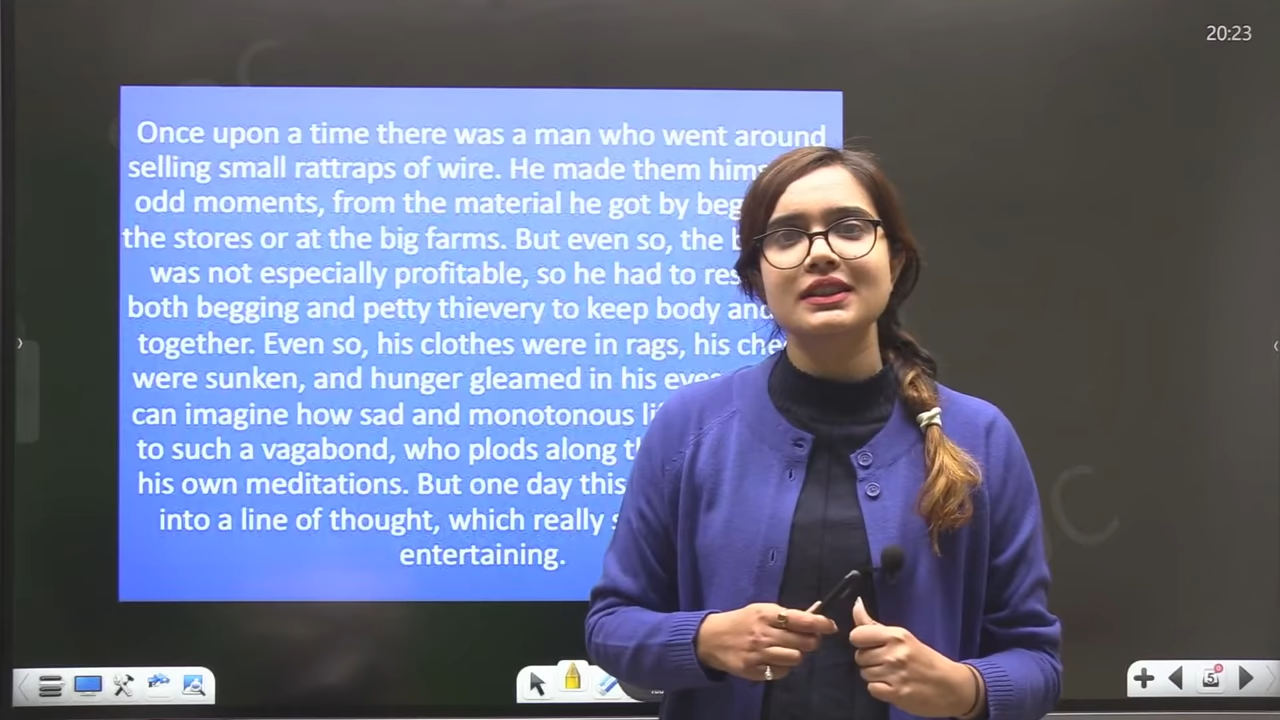 20:23
Once upon a time there was a man who went around
selling small rattraps of wire. He made them
odd moments, from the material he got by
the stores or at the big farms. But even so, the
was not especially profitable, so he had to
both begging and petty thievery to keep body and
together. Even so, his clothes were in rags, his
were sunken, and hunger gleamed in his eyes
can imagine how sad and monotonous
to such a vagabond, who plods along
his own meditations. But one day this
into a line of thought, which really
entertaining.
5